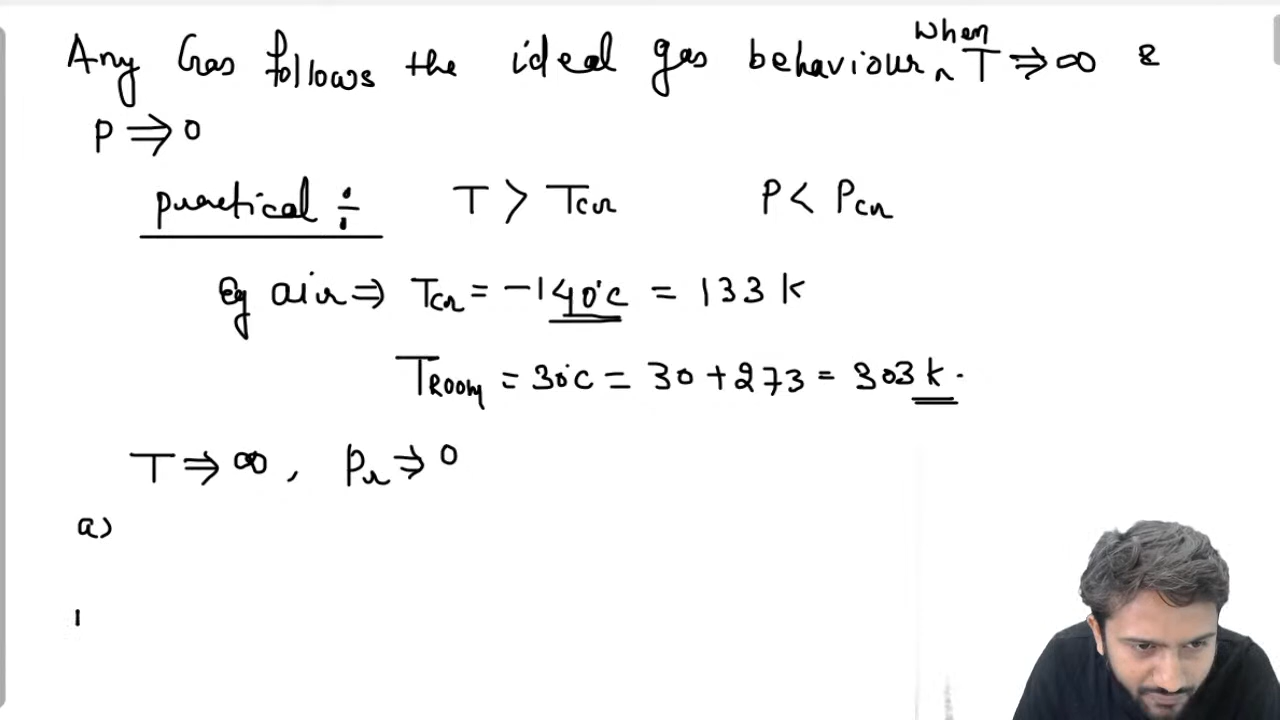 Any Gas follows the ideal gas behaviour when T ⇒ ∞ &
P ⇒ 0
practical ÷ T > Tcr P < Pcr
Eg air ⇒ Tcr = -140°C = 133 K
TRoom = 30°C = 30 + 273 = 303 K.
T ⇒ ∞, Pr ⇒ 0
a)
1